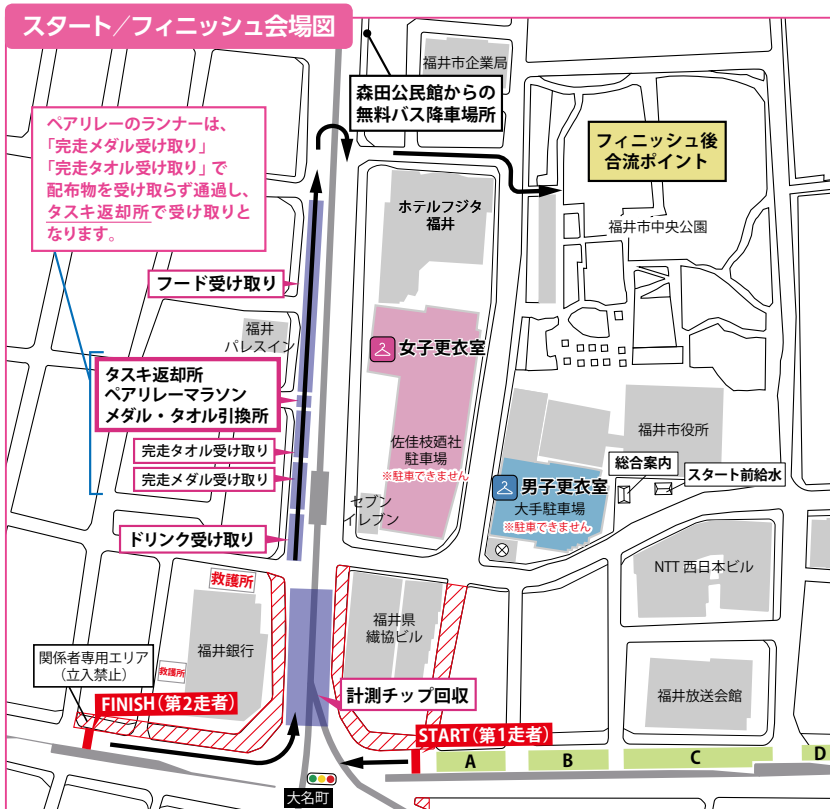 スタート/フィニッシュ会場図
福井市企業局
森田公民館からの
無料バス降車場所
ペアリレーのランナーは、
「完走メダル受け取り」
「完走タオル受け取り」で
配布物を受け取らず通過し、
タスキ返却所で受け取りと
なります。
フィニッシュ後
合流ポイント
ホテルフジタ
福井
福井市中央公園
フード受け取り
福井
パレスイン
女子更衣室
タスキ返却所
ペアリレーマラソン
メダル・タオル引換所
佐佳枝廼社
駐車場
※駐車できません
完走タオル受け取り
完走メダル受け取り
福井市役所
総合案内
スタート前給水
男子更衣室
大手駐車場
※駐車できません
セブン
イレブン
ドリンク受け取り
NTT 西日本ビル
救護所
福井県
繊協ビル
福井銀行
関係者専用エリア
(立入禁止)
救護所
計測チップ回収
福井放送会館
FINISH(第2走者)
START(第1走者)
A
B
C
D
大名町